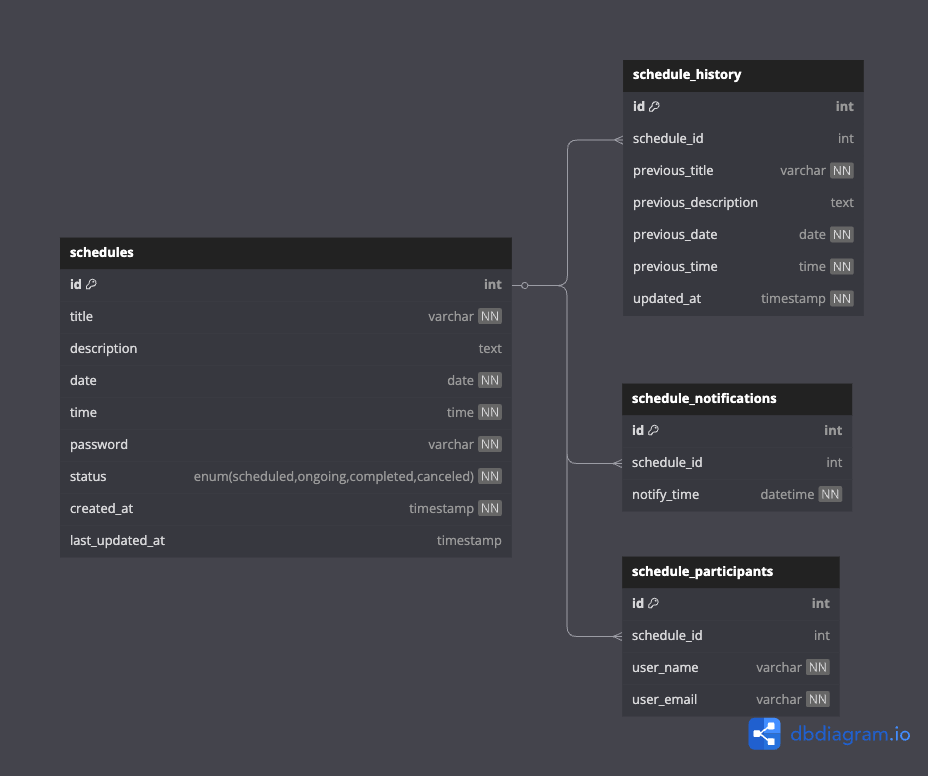 schedules
id int
title varchar NN
description text
date date NN
time time NN
password varchar NN
status enum(scheduled,ongoing,completed,canceled) NN
created_at timestamp NN
last_updated_at timestamp
schedule_history
id int
schedule_id int
previous_title varchar NN
previous_description text
previous_date date NN
previous_time time NN
updated_at timestamp NN
schedule_notifications
id int
schedule_id int
notify_time datetime NN
schedule_participants
id int
schedule_id int
user_name varchar NN
user_email varchar NN
dbdiagram.io